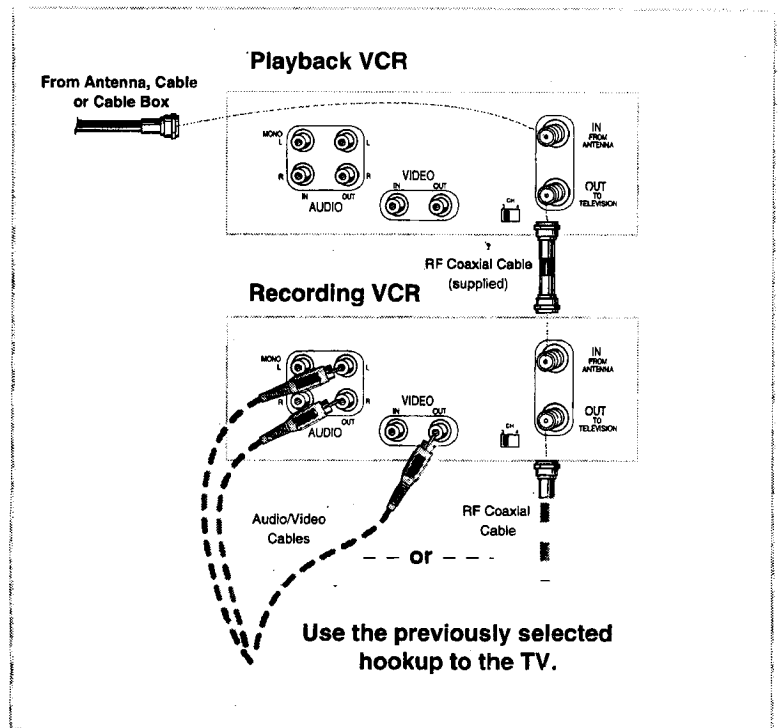 Playback VCR
From Antenna, Cable
or Cable Box
MONO
L
L
R
R
IN
OUT
AUDIO
VIDEO
IN
OUT
CH
IN
FROM
ANTENNA
OUT
TO
TELEVISION
RF Coaxial Cable
(supplied)
Recording VCR
MONO
L
L
R
R
OUT
AUDIO
VIDEO
IN
OUT
CH
IN
FROM
ANTENNA
OUT
TO
TELEVISION
Audio/Video
Cables
RF Coaxial
Cable
or
Use the previously selected
hookup to the TV.